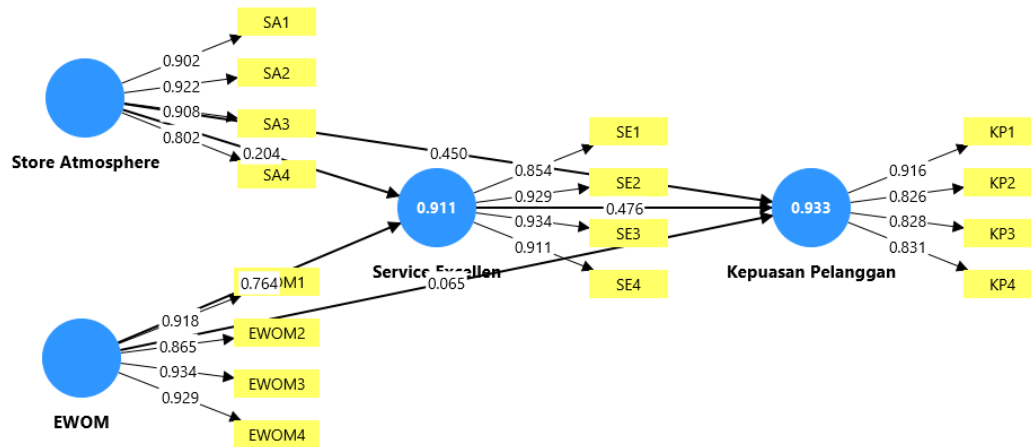 SA1
0.902
SA2
0.922
0.908
SA3
0.802
SA4
Store Atmosphere
0.204
0.450
SE1
0.854
SE2
0.929
0.911
0.476
0.934
SE3
0.911
SE4
KP1
0.916
KP2
0.826
0.933
0.828
KP3
0.831
KP4
Kepuasan Pelanggan
0.065
0.764
0.918
EWOM2
0.865
EWOM3
0.934
0.929
EWOM4
EWOM
Service